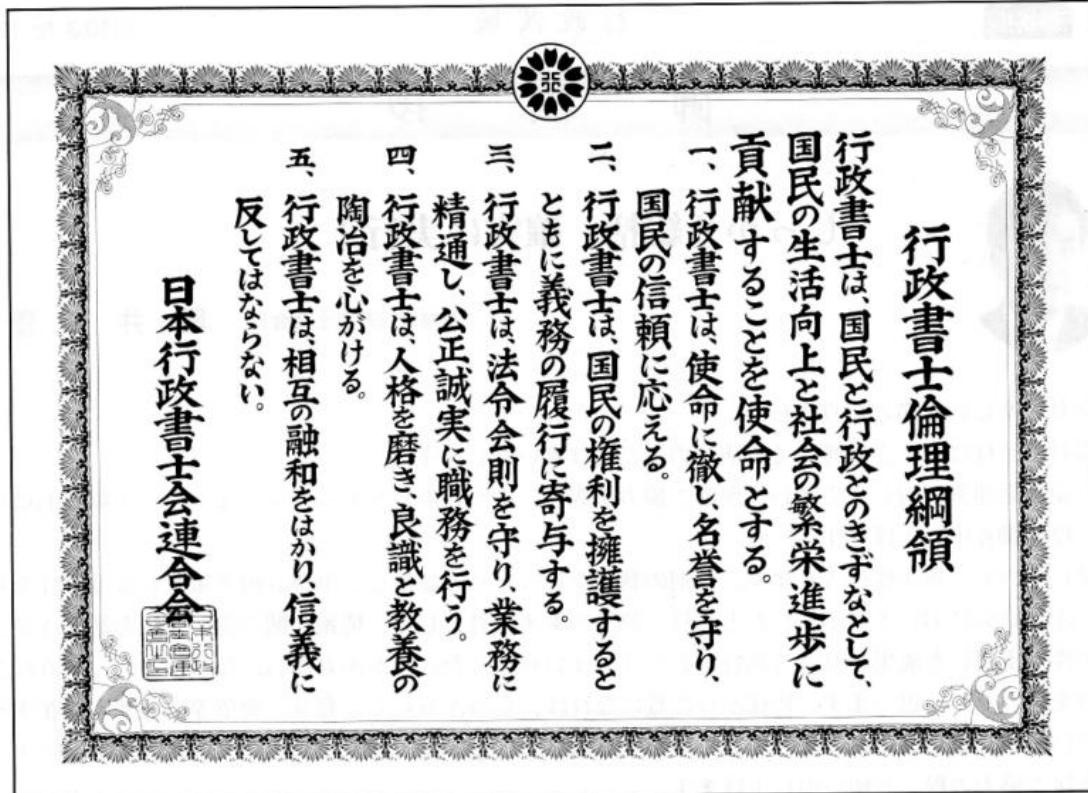 行政書士倫理綱領
行政書士は、国民と行政とのきずなとして、
国民の生活向上と社会の繁栄進歩に
貢献することを使命とする。
一、行政書士は、使命に徹し、名誉を守り、
国民の信頼に応える。
二、行政書士は、国民の権利を擁護すると
ともに義務の履行に寄与する。
三、行政書士は、法令会則を守り、業務に
精通し、公正誠実に職務を行う。
四、行政書士は、人格を磨き、良識と教養の
陶冶を心がける。
五、行政書士は、相互の融和をはかり、信義に
反してはならない。
日本行政書士会連合会